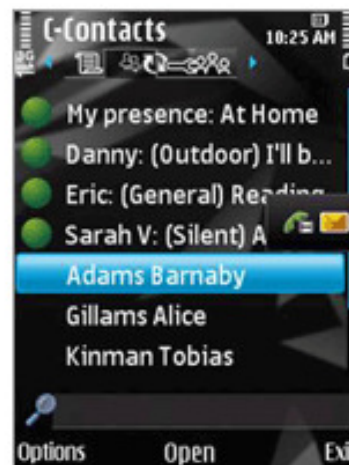 C-Contacts
10:25 AM
My presence: At Home
Danny: (Outdoor) I'll b...
Eric: (General) Reading
Sarah V: (Silent) A
Adams Barnaby
Gillams Alice
Kinman Tobias
Options Open Exi